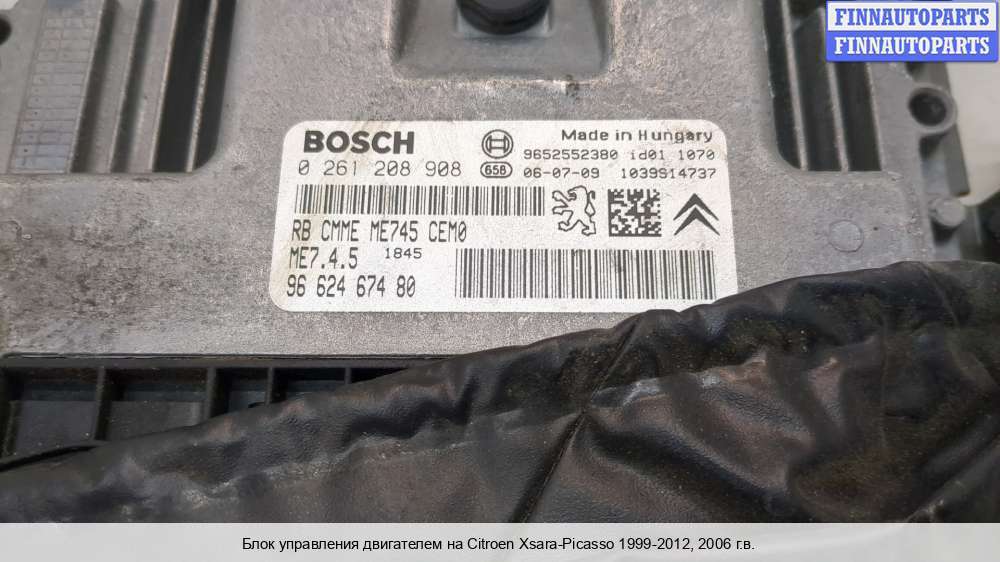 FINNAUTOPARTS
FINNAUTOPARTS
BOSCH
Made in Hungary
0 261 208 908
9652552380 id01 1070
658
06-07-09 1039914737
RB CMME ME745 CEM0
ME7.4.5 1845
96 624 674 80
Блок управления двигателем на Citroen Xsara-Picasso 1999-2012, 2006 г.в.